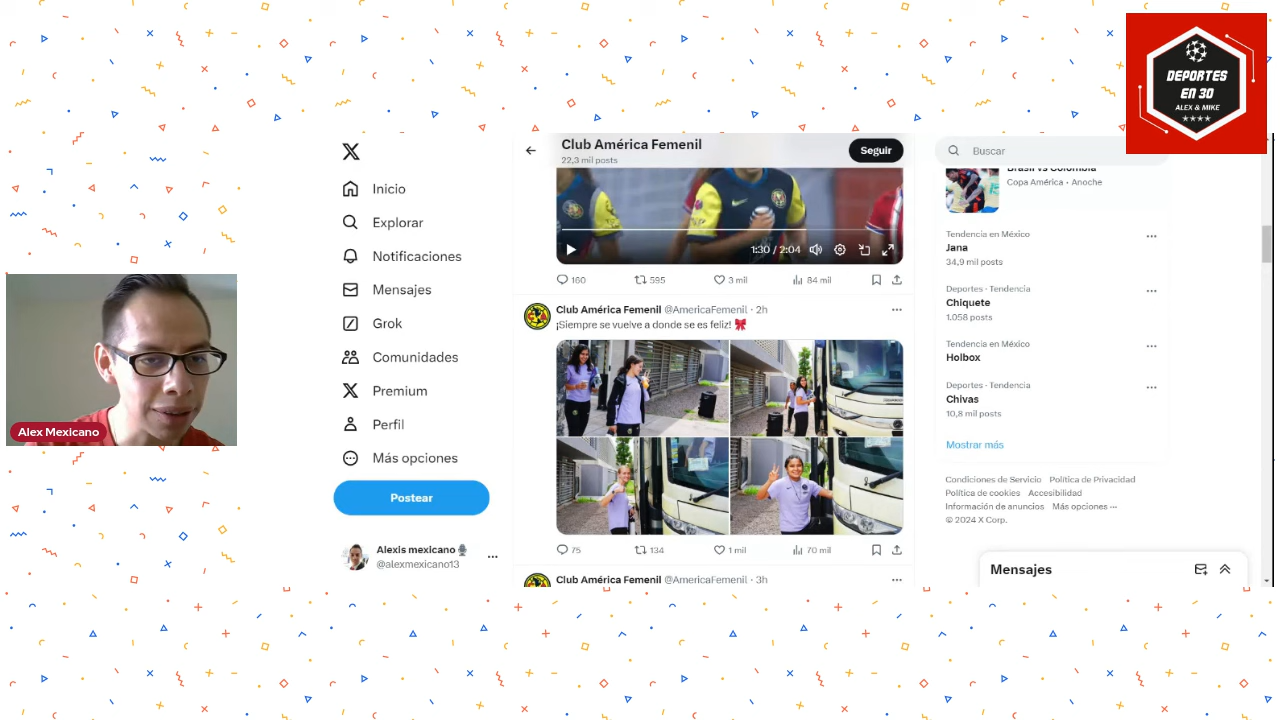 DEPORTES
EN 30
ALEX & MIKE
Alex Mexicano
Inicio
Explorar
Notificaciones
Mensajes
Grok
Comunidades
Premium
Perfil
Más opciones
Postear
Alexis mexicano
@alexmexicano13
Club América Femenil
22,3 mil posts
Seguir
1:30 / 2:04
160 595 3 mil 84 mil
Club América Femenil @AmericaFemenil · 2h
¡Siempre se vuelve a donde se es feliz!
75 134 1 mil 70 mil
Club América Femenil @AmericaFemenil · 3h
Buscar
Brasil vs Colombia
Copa América · Anoche
Tendencia en México
Jana
34,9 mil posts
Deportes · Tendencia
Chiquete
1.058 posts
Tendencia en México
Holbox
Deportes · Tendencia
Chivas
10,8 mil posts
Mostrar más
Condiciones de Servicio Política de Privacidad
Política de cookies Accesibilidad
Información de anuncios Más opciones ···
© 2024 X Corp.
Mensajes